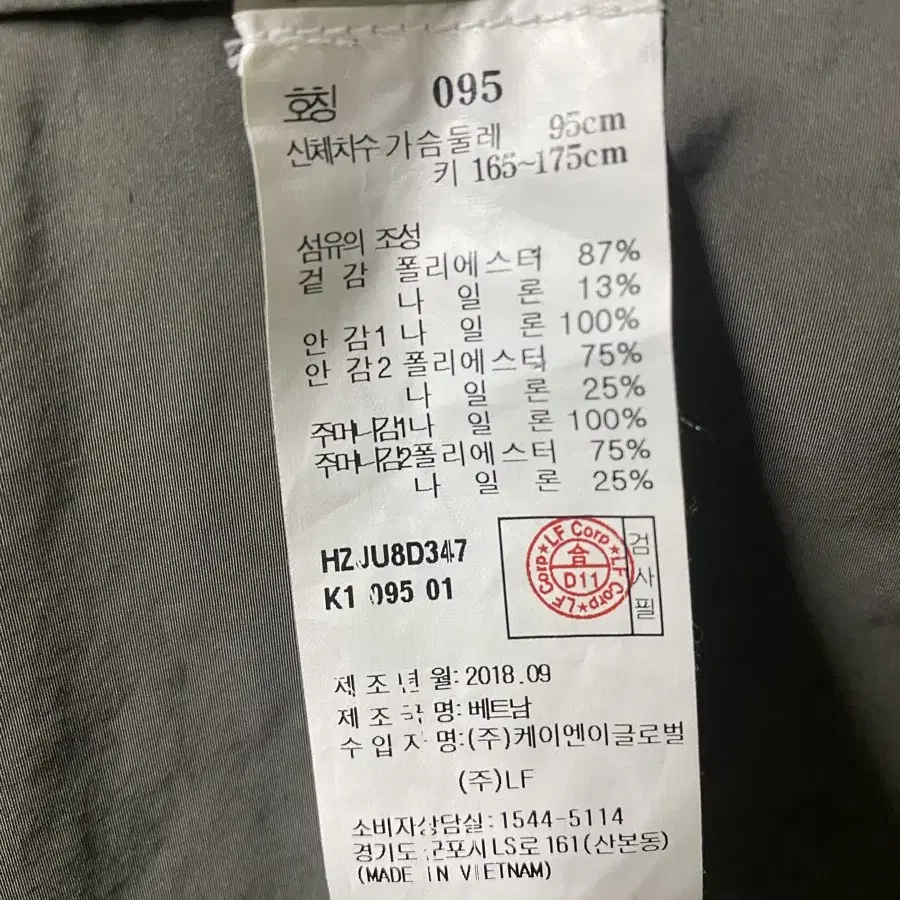 호칭 095
신체치수 가슴둘레 95cm
키 165~175cm
섬유의 조성
겉 감 폴리에스터 87%
나 일 론 13%
안 감1 나 일 론 100%
안 감2 폴리에스터 75%
나 일 론 25%
주머니감1나 일 론 100%
주머니감2폴리에스터 75%
나 일 론 25%
HZJU8D347
K1 095 01
LF Corp★LF Corp★LF Corp★
合
D11
검사필
제 조 년 월: 2018.09
제 조 국 명: 베트남
수 입 자 명:(주)케이엔이글로벌
(주)LF
소비자상담실:1544-5114
경기도 군포시 LS로 161(산본동)
(MADE IN VIETNAM)